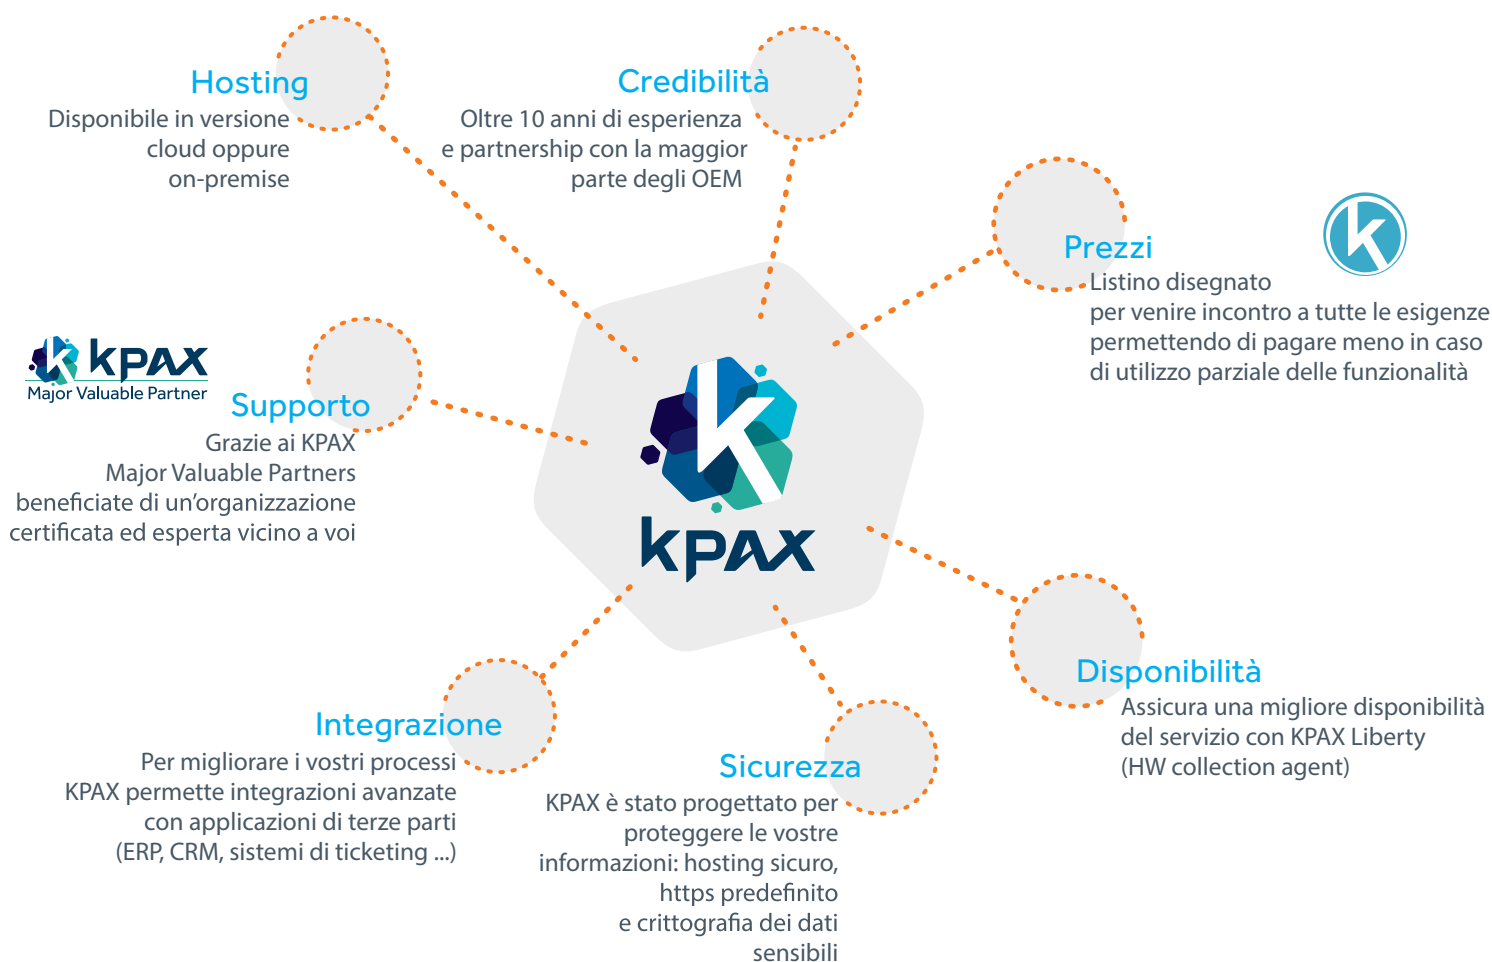 Hosting
Disponibile in versione
cloud oppure
on-premise
Credibilità
Oltre 10 anni di esperienza
e partnership con la maggior
parte degli OEM
Prezzi
Listino disegnato
per venire incontro a tutte le esigenze
permettendo di pagare meno in caso
di utilizzo parziale delle funzionalità
k
k kpax
Major Valuable Partner
Supporto
Grazie ai KPAX
Major Valuable Partners
beneficiate di un’organizzazione
certificata ed esperta vicino a voi
k
kpax
Disponibilità
Assicura una migliore disponibilità
del servizio con KPAX Liberty
(HW collection agent)
Integrazione
Per migliorare i vostri processi
KPAX permette integrazioni avanzate
con applicazioni di terze parti
(ERP, CRM, sistemi di ticketing ...)
Sicurezza
KPAX è stato progettato per
proteggere le vostre
informazioni: hosting sicuro,
https predefinito
e crittografia dei dati
sensibili